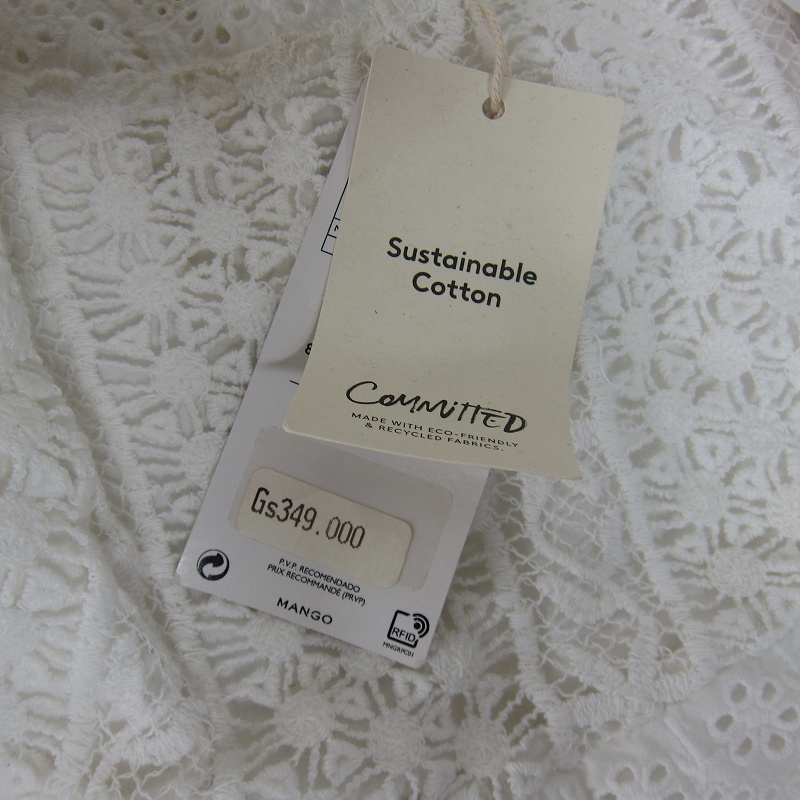 Sustainable
Cotton
COMMITTED
MADE WITH ECO-FRIENDLY
& RECYCLED FABRICS.
Gs349.000
P.V.P. RECOMENDADO
PRIX RECOMMANDÉ (PRVP)
MANGO
RFID